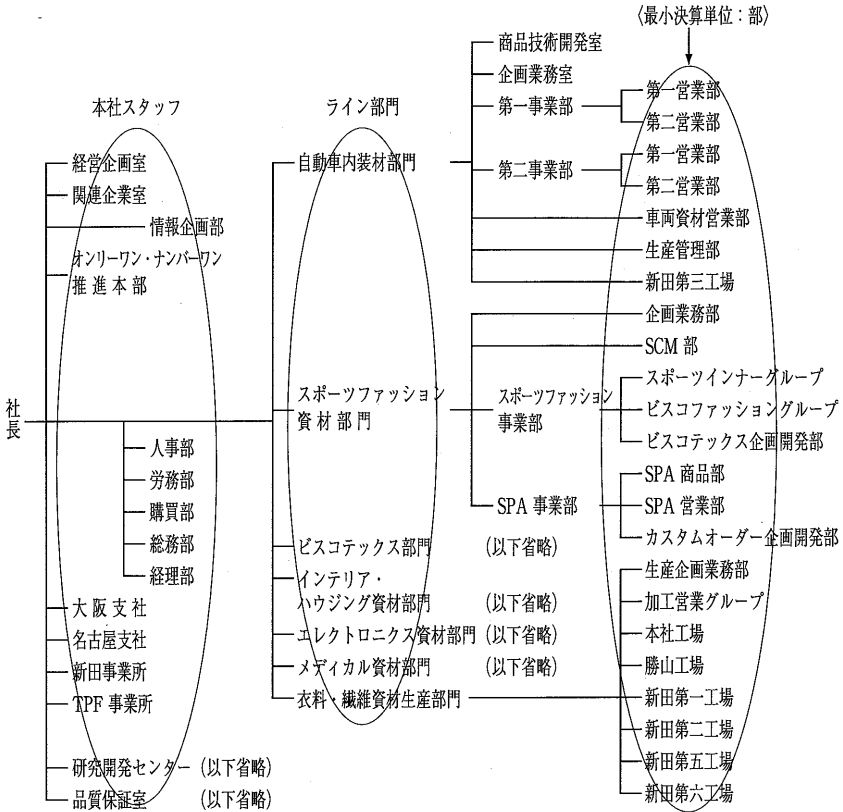 〈最小決算単位：部〉
本社スタッフ
ライン部門
社長
経営企画室
関連企業室
情報企画部
オンリーワン・ナンバーワン
推進本部
人事部
労務部
購買部
総務部
経理部
大阪支社
名古屋支社
新田事業所
TPF 事業所
研究開発センター (以下省略)
品質保証室 (以下省略)
自動車内装材部門
スポーツファッション
資材部門
ビスコテックス部門 (以下省略)
インテリア・
ハウジング資材部門 (以下省略)
エレクトロニクス資材部門 (以下省略)
メディカル資材部門 (以下省略)
衣料・繊維資材生産部門
商品技術開発室
企画業務室
第一事業部
第二事業部
スポーツファッション
事業部
SPA 事業部
第一営業部
第二営業部
第一営業部
第二営業部
車両資材営業部
生産管理部
新田第三工場
企画業務部
SCM 部
スポーツインナーグループ
ビスコファッショングループ
ビスコテックス企画開発部
SPA 商品部
SPA 営業部
カスタムオーダー企画開発部
生産企画業務部
加工営業グループ
本社工場
勝山工場
新田第一工場
新田第二工場
新田第五工場
新田第六工場